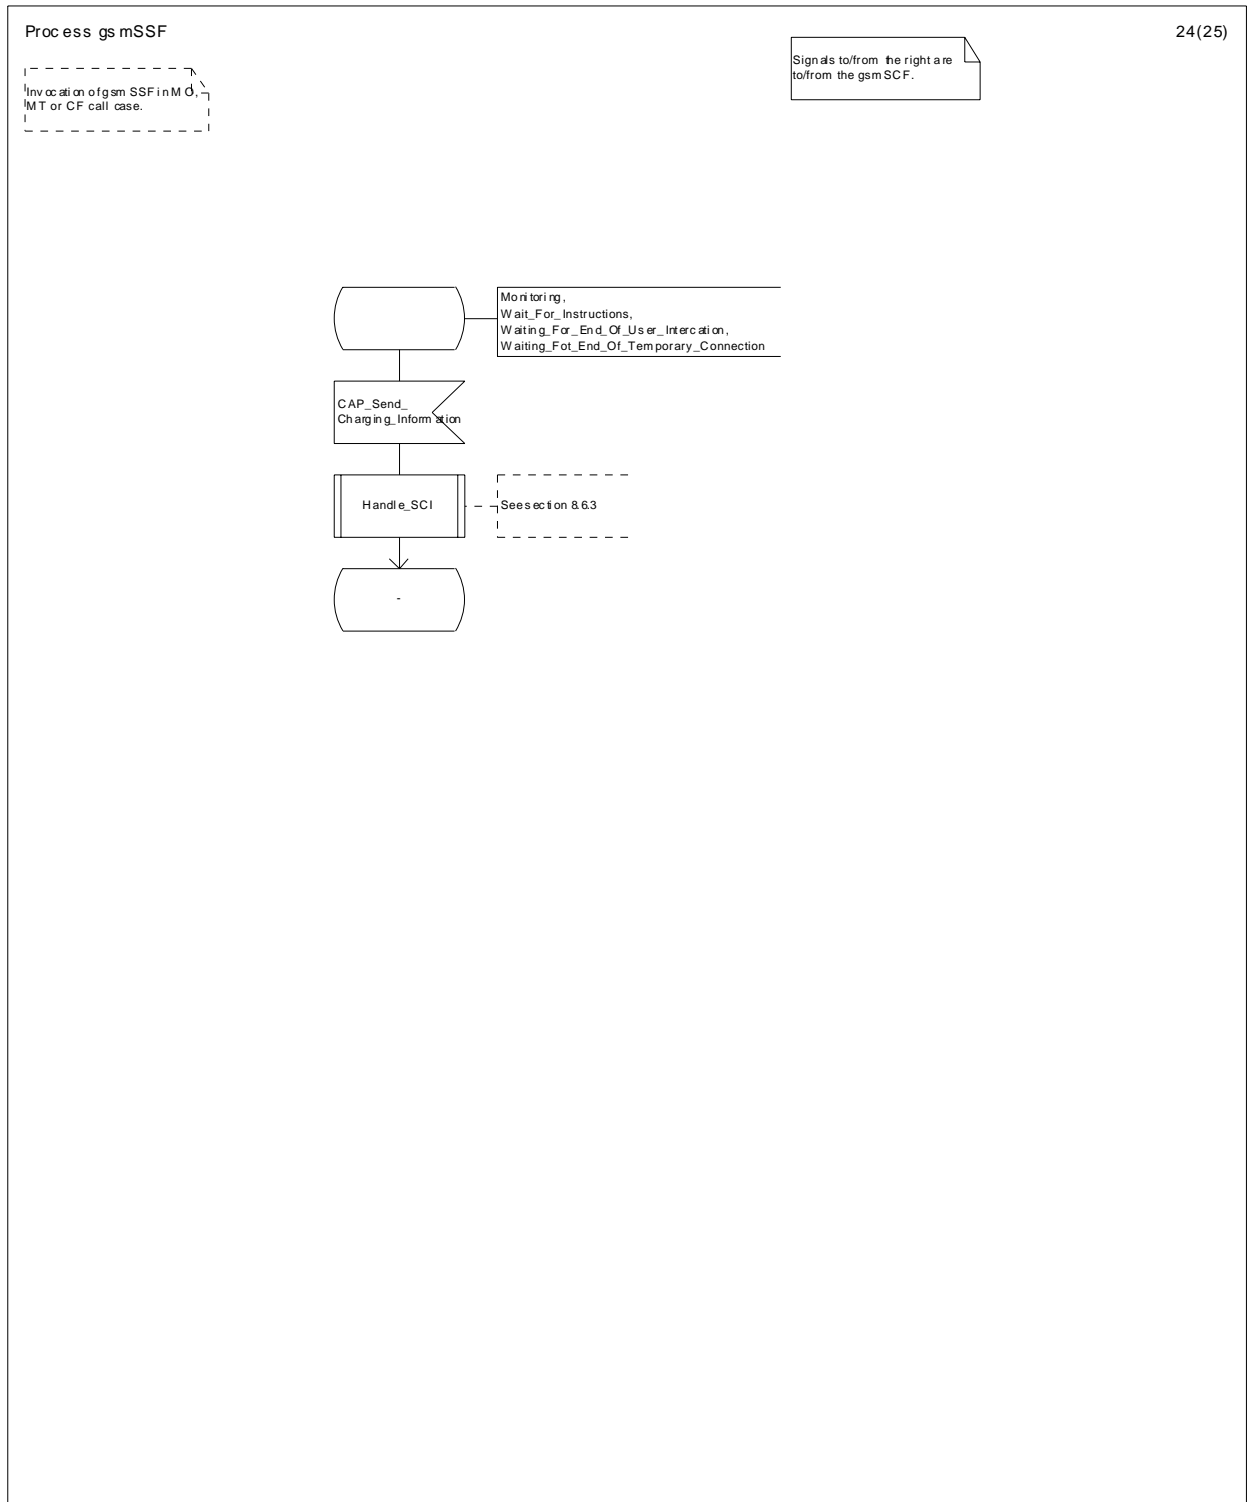 Process gsmSSF
24(25)
Signals to/from the right are
to/from the gsmSCF.
Invocation of gsmSSF in MO,
MT or CF call case.
Monitoring,
Wait_For_Instructions,
Waiting_For_End_Of_User_Intercation,
Waiting_Fot_End_Of_Temporary_Connection
CAP_Send_
Charging_Information
Handle_SCI
See section 8.6.3
-